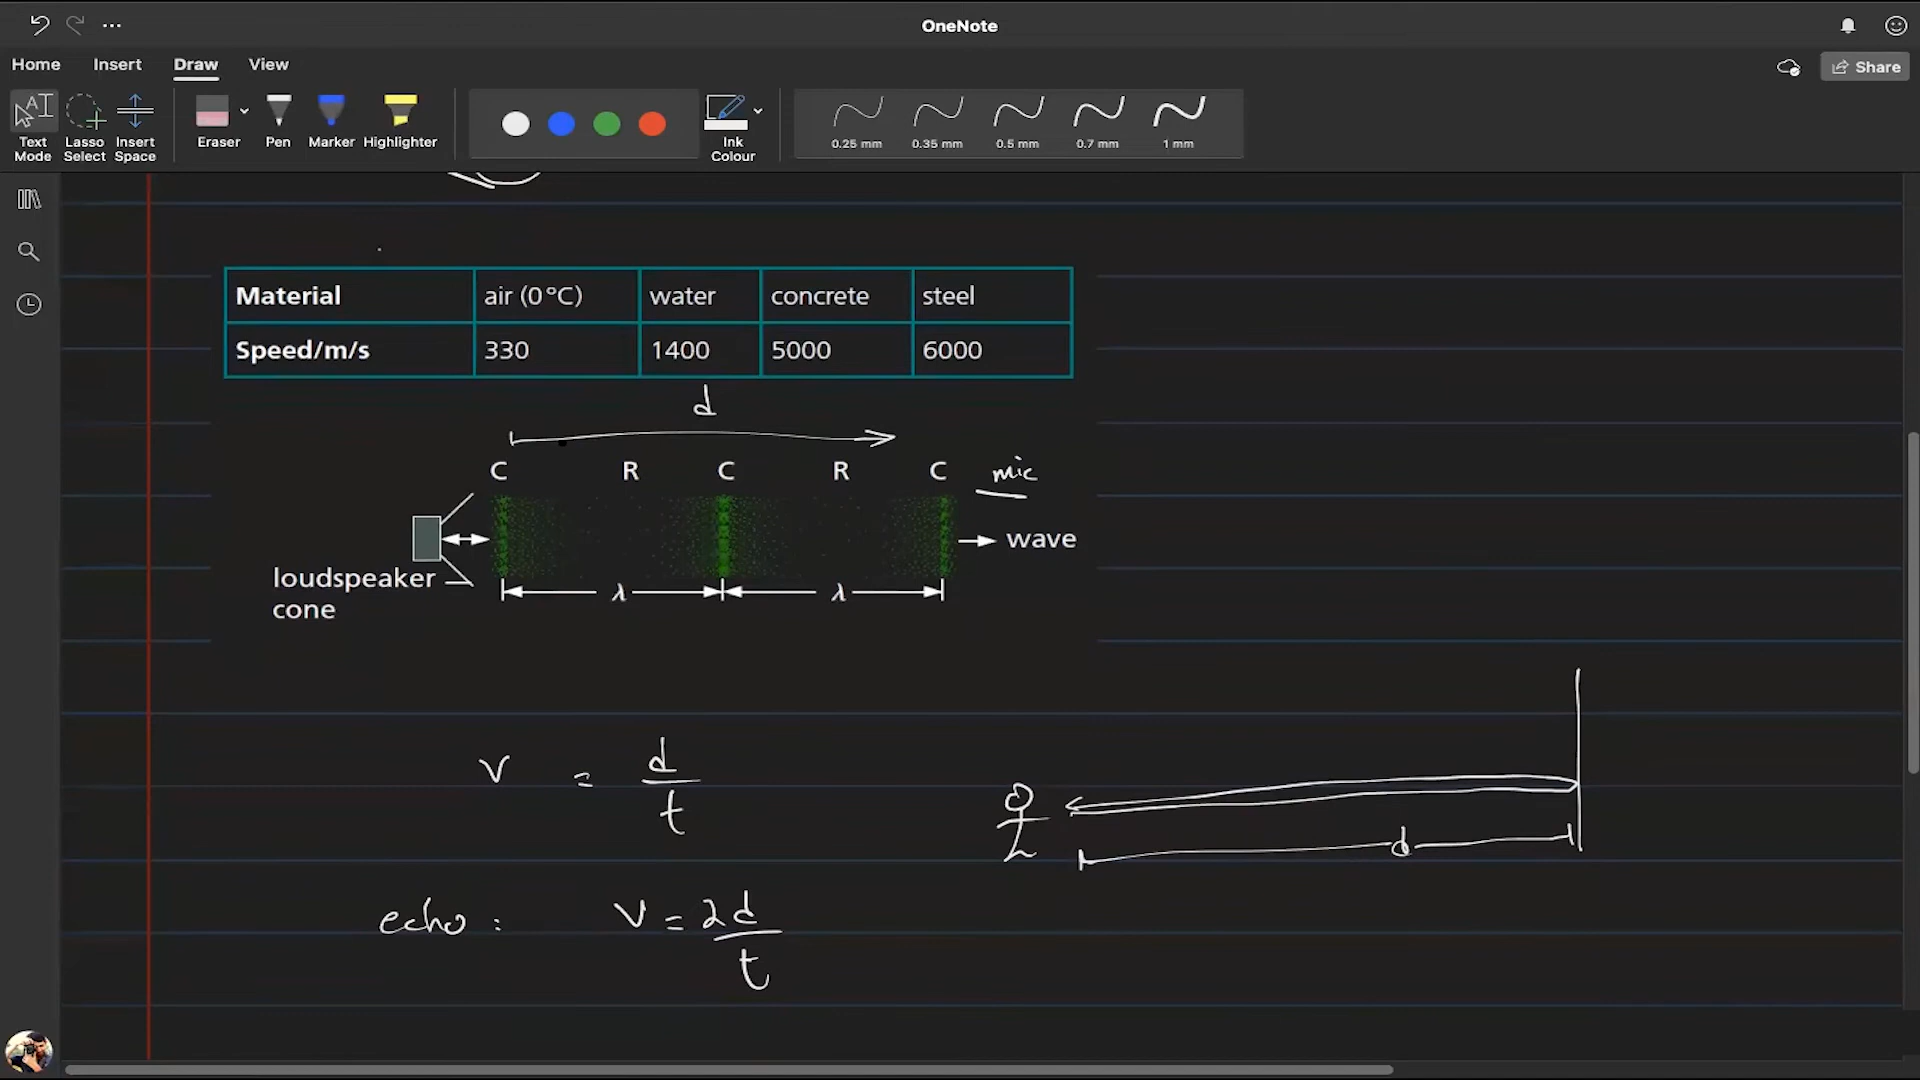 OneNote
Home Insert Draw View
Share
Text Mode
Lasso Select
Insert Space
Eraser
Pen
Marker
Highlighter
Ink Colour
0.25 mm 0.35 mm 0.5 mm 0.7 mm 1 mm
Material air (0 °C) water concrete steel
Speed/m/s 330 1400 5000 6000
d
C R C R C mic
wave
loudspeaker cone
λ λ
v = d/t
d
echo : v = 2d/t